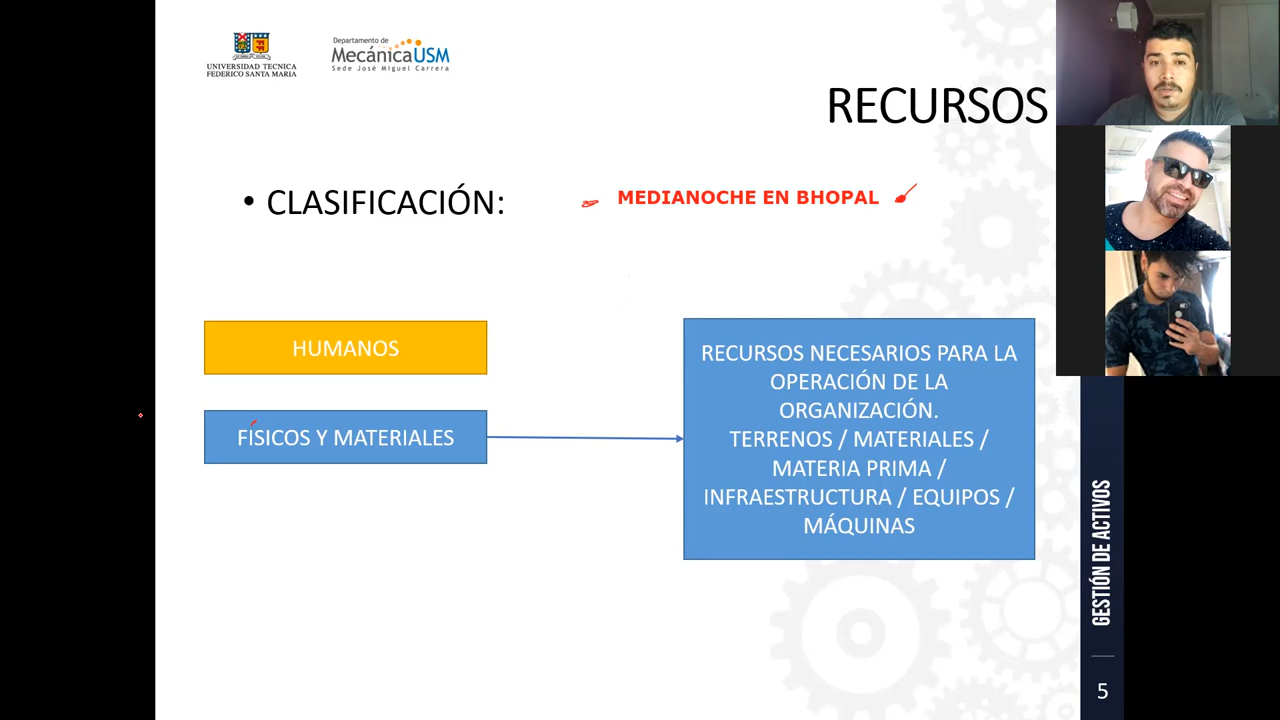 UNIVERSIDAD TECNICA
FEDERICO SANTA MARIA
Departamento de
MecánicaUSM
Sede José Miguel Carrera
RECURSOS
• CLASIFICACIÓN:
MEDIANOCHE EN BHOPAL
HUMANOS
FÍSICOS Y MATERIALES
RECURSOS NECESARIOS PARA LA
OPERACIÓN DE LA
ORGANIZACIÓN.
TERRENOS / MATERIALES /
MATERIA PRIMA /
INFRAESTRUCTURA / EQUIPOS /
MÁQUINAS
GESTIÓN DE ACTIVOS
5